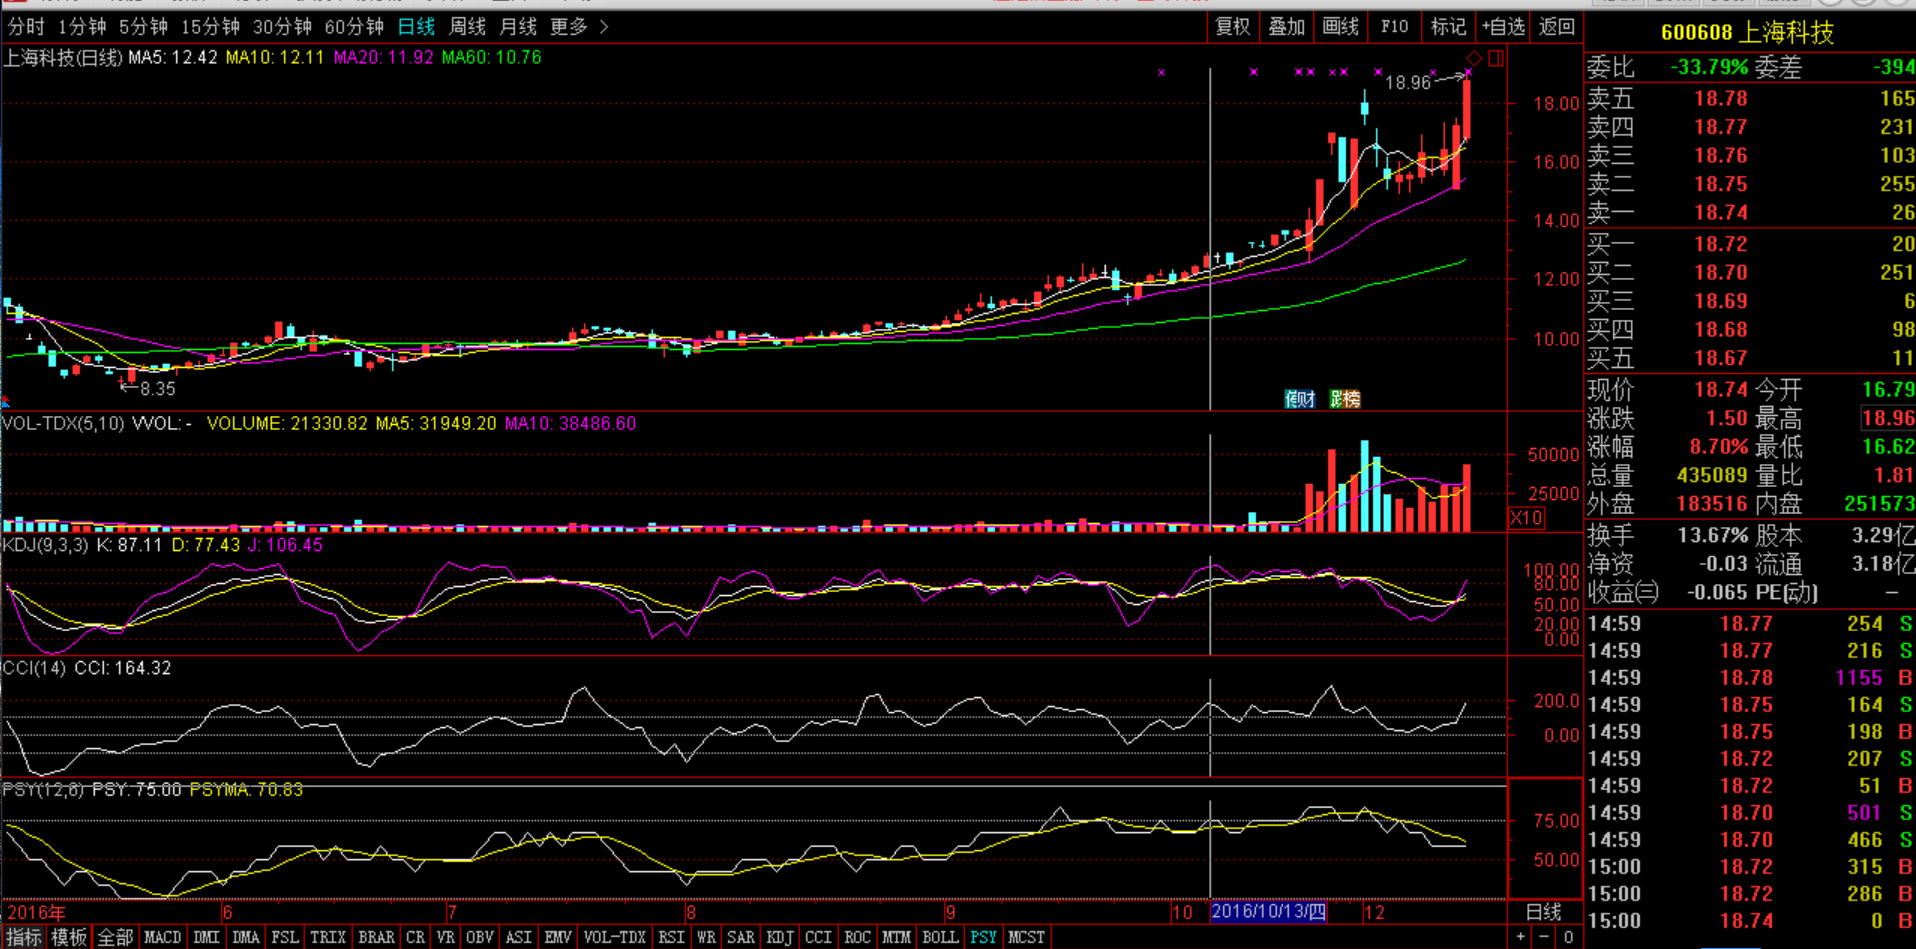 分时 1分钟 5分钟 15分钟 30分钟 60分钟 日线 周线 月线 更多 >
复权 叠加 画线 F10 标记 +自选 返回
600608 上海科技
上海科技(日线) MA5: 12.42 MA10: 12.11 MA20: 11.92 MA60: 10.76
18.96
8.35
18.00
16.00
14.00
12.00
10.00
财
榜
VOL-TDX(5,10) VVOL: - VOLUME: 21330.82 MA5: 31949.20 MA10: 38486.60
50000
25000
X10
KDJ(9,3,3) K: 87.11 D: 77.43 J: 106.45
100.00
80.00
50.00
20.00
0.00
CCI(14) CCI: 164.32
200.0
0.00
PSY(12,6) PSY: 75.00 PSYMA: 70.83
75.00
50.00
2016年 6 7 8 9 10 2016/10/13/四 12 日线
指标 模板 全部 MACD DMI DMA FSL TRIX BRAR CR VR OBV ASI EMV VOL-TDX RSI WR SAR KDJ CCI ROC MTM BOLL PSY MCST + - 0
委比 -33.79% 委差 -394
卖五 18.78 165
卖四 18.77 231
卖三 18.76 103
卖二 18.75 255
卖一 18.74 26
买一 18.72 20
买二 18.70 251
买三 18.69 6
买四 18.68 98
买五 18.67 11
现价 18.74 今开 16.79
涨跌 1.50 最高 18.96
涨幅 8.70% 最低 16.62
总量 435089 量比 1.81
外盘 183516 内盘 251573
换手 13.67% 股本 3.29亿
净资 -0.03 流通 3.18亿
收益(三) -0.065 PE(动) -
14:59 18.77 254 S
14:59 18.77 216 S
14:59 18.78 1155 B
14:59 18.75 164 S
14:59 18.75 198 B
14:59 18.72 207 S
14:59 18.72 51 B
14:59 18.70 501 S
14:59 18.70 466 S
15:00 18.72 315 B
15:00 18.72 286 B
15:00 18.74 0 B